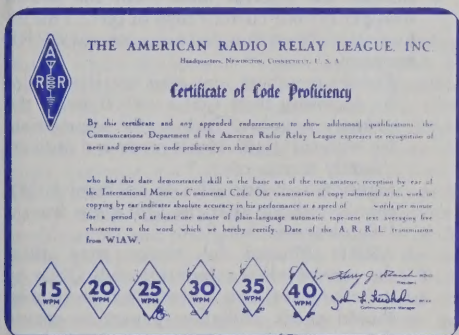 A
R R
L
THE AMERICAN RADIO RELAY LEAGUE, INC
Headquarters, NEWINGTON, CONNECTICUT, U. S. A
Certificate of Code Proficiency
By this certificate and any appended endorsements to show additional qualifications, the
Communications Department of the American Radio Relay League expresses its recognition of
merit and progress in code proficiency on the part of
who has this date demonstrated skill in the basic art of the true amateur, reception by ear of
the International Morse or Continental Code. Our examination of copy submitted as his work in
copying by ear indicates absolute accuracy in his performance at a speed of words per minute
for a period of at least one minute of plain-language automatic tape-sent text averaging five
characters to the word which we hereby certify. Date of the A. R. R. L. transmission
from W1AW,
15 WPM
20 WPM
25 WPM
30 WPM
35 WPM
40 WPM
President
Communications Manager